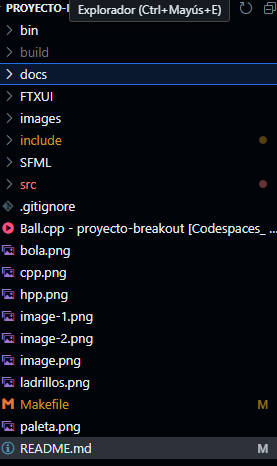 PROYECTO-
Explorador (Ctrl+Mayús+E)
bin
build
docs
FTXUI
images
include
SFML
src
.gitignore
Ball.cpp - proyecto-breakout [Codespaces_ ...
bola.png
cpp.png
hpp.png
image-1.png
image-2.png
image.png
ladrillos.png
Makefile M
paleta.png
README.md M